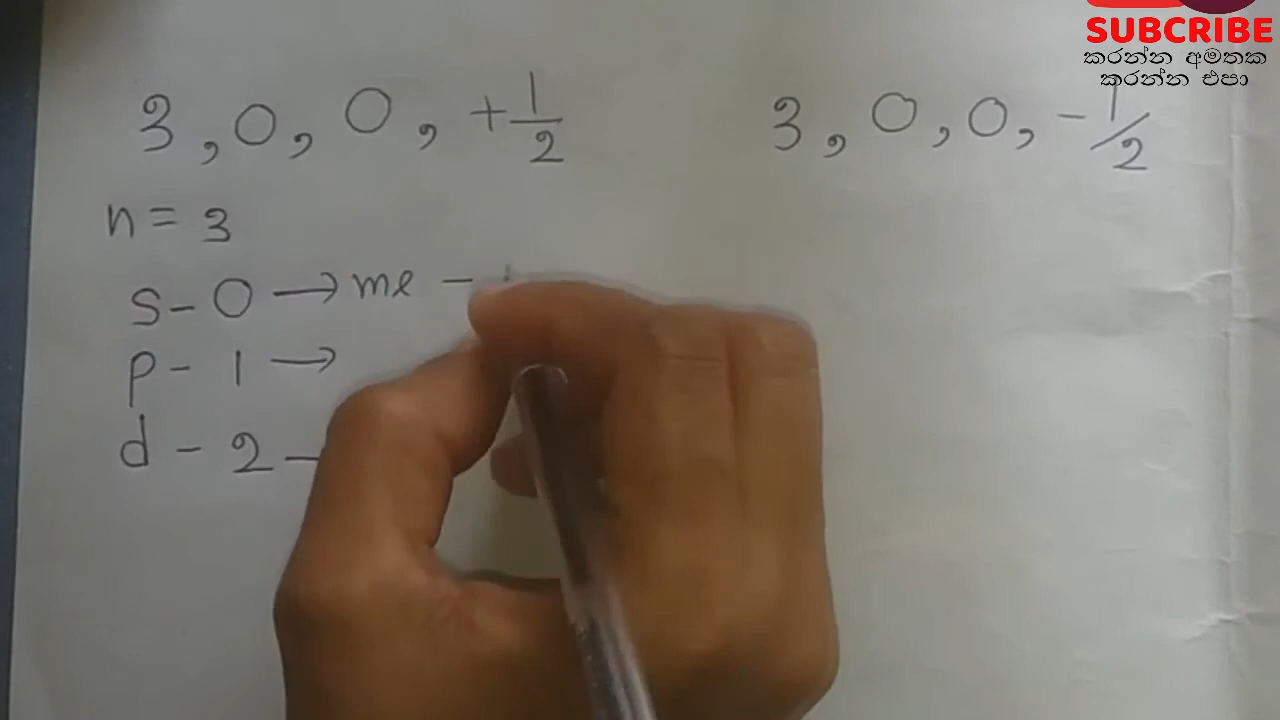 SUBCRIBE
කරන්න අමතක
කරන්න එපා
3, 0, 0, +1/2
3, 0, 0, -1/2
n = 3
s - 0 → ml -
p - 1 →
d - 2 -